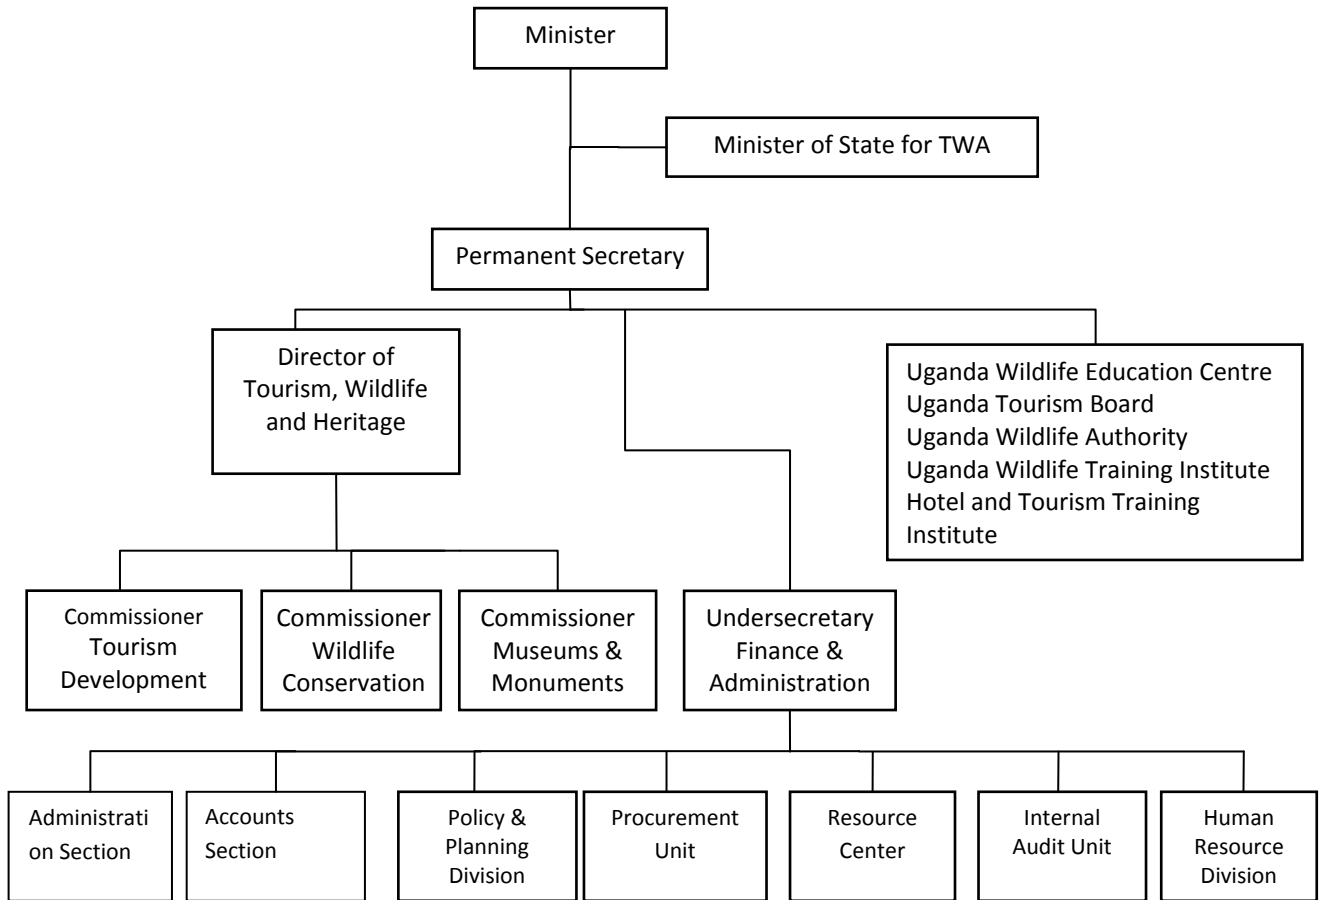 Minister
Minister of State for TWA
Permanent Secretary
Director of
Tourism, Wildlife
and Heritage
Uganda Wildlife Education Centre
Uganda Tourism Board
Uganda Wildlife Authority
Uganda Wildlife Training Institute
Hotel and Tourism Training
Institute
Commissioner
Tourism
Development
Commissioner
Wildlife
Conservation
Commissioner
Museums &
Monuments
Undersecretary
Finance &
Administration
Administrati
on Section
Accounts
Section
Policy &
Planning
Division
Procurement
Unit
Resource
Center
Internal
Audit Unit
Human
Resource
Division